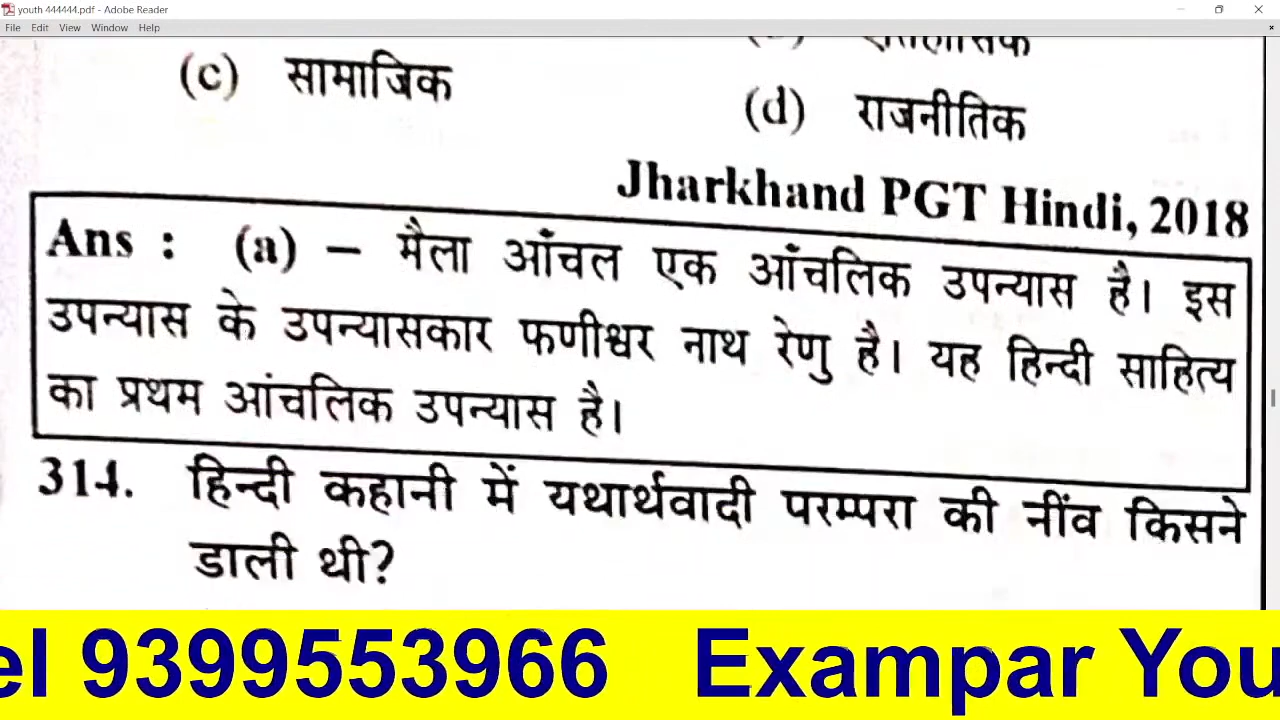 youth 444444.pdf - Adobe Reader
File Edit View Window Help
(c) सामाजिक
(d) राजनीतिक
Jharkhand PGT Hindi, 2018
Ans : (a) – मैला आँचल एक आँचलिक उपन्यास है। इस
उपन्यास के उपन्यासकार फणीश्वर नाथ रेणु है। यह हिन्दी साहित्य
का प्रथम आंचलिक उपन्यास है।
314. हिन्दी कहानी में यथार्थवादी परम्परा की नींव किसने
डाली थी?
el 9399553966 Exampar You